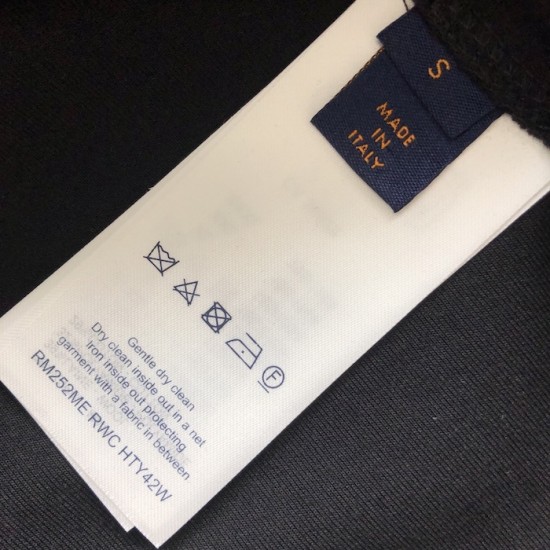 S
MADE
IN
ITALY
F
Gentle dry clean
Dry clean inside out in a net
Iron inside out protecting
garment with a fabric in between
RM252ME RWC HTY42W